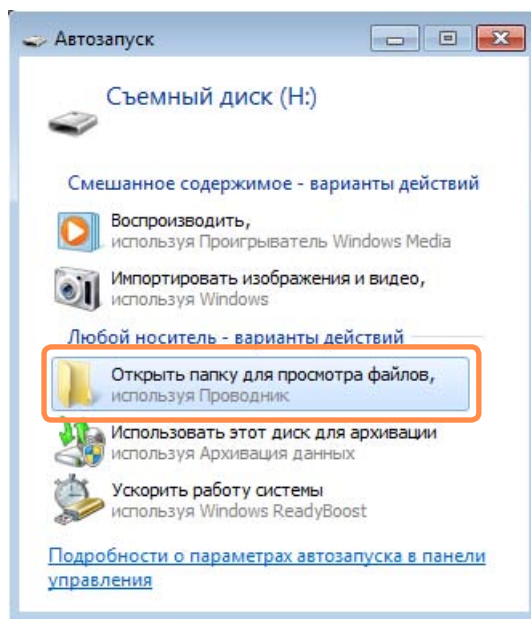 Автозапуск
Съемный диск (H:)
Смешанное содержимое - варианты действий
Воспроизводить,
используя Проигрыватель Windows Media
Импортировать изображения и видео,
используя Windows
Любой носитель - варианты действий
Открыть папку для просмотра файлов,
используя Проводник
Использовать этот диск для архивации
используя Архивация данных
Ускорить работу системы
используя Windows ReadyBoost
Подробности о параметрах автозапуска в панели
управления